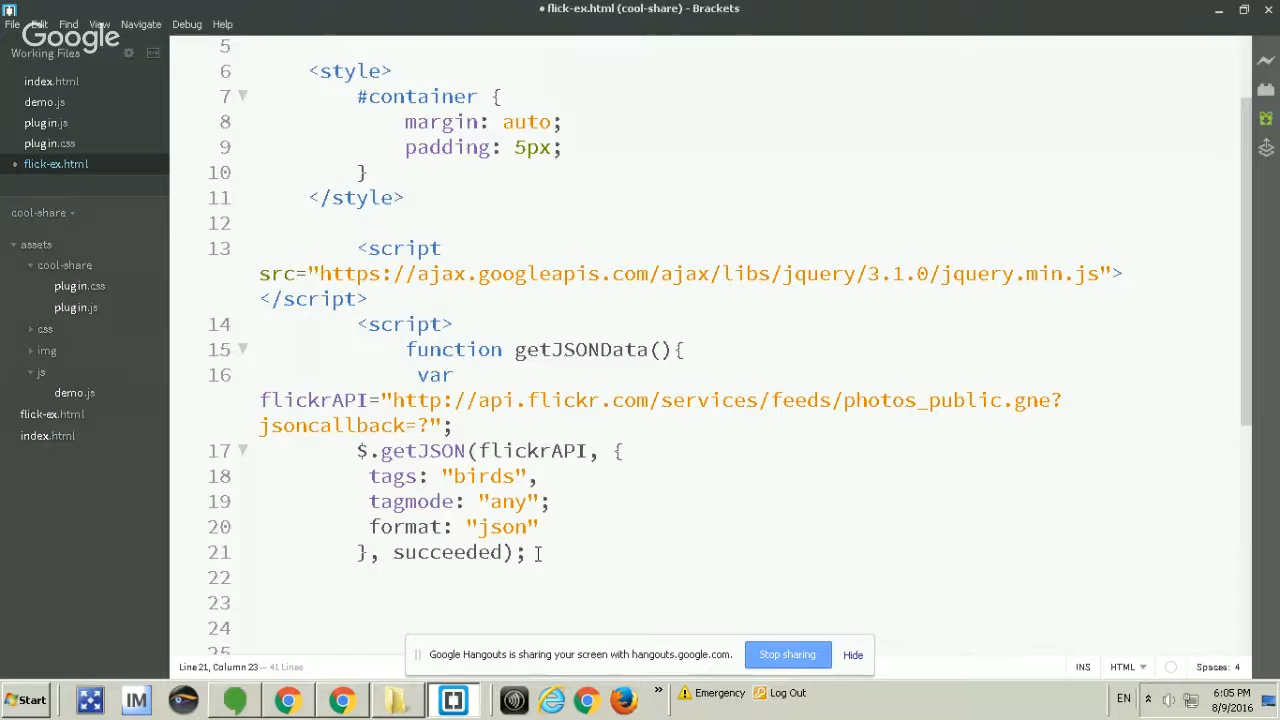 • flick-ex.html (cool-share) - Brackets
File Edit Find View Navigate Debug Help
Google
Working Files
index.html
demo.js
plugin.js
plugin.css
• flick-ex.html
cool-share
assets
cool-share
plugin.css
plugin.js
css
img
js
demo.js
flick-ex.html
index.html
5
6 <style>
7 #container {
8 margin: auto;
9 padding: 5px;
10 }
11 </style>
12
13 <script
src="https://ajax.googleapis.com/ajax/libs/jquery/3.1.0/jquery.min.js">
</script>
14 <script>
15 function getJSONData(){
16 var
flickrAPI="http://api.flickr.com/services/feeds/photos_public.gne?
jsoncallback=?";
17 $.getJSON(flickrAPI, {
18 tags: "birds",
19 tagmode: "any";
20 format: "json"
21 }, succeeded);
22
23
24
25
Google Hangouts is sharing your screen with hangouts.google.com. Stop sharing Hide
Line 21, Column 23 — 41 Lines INS HTML Spaces: 4
Start IM » Emergency Log Out EN 6:05 PM
8/9/2016